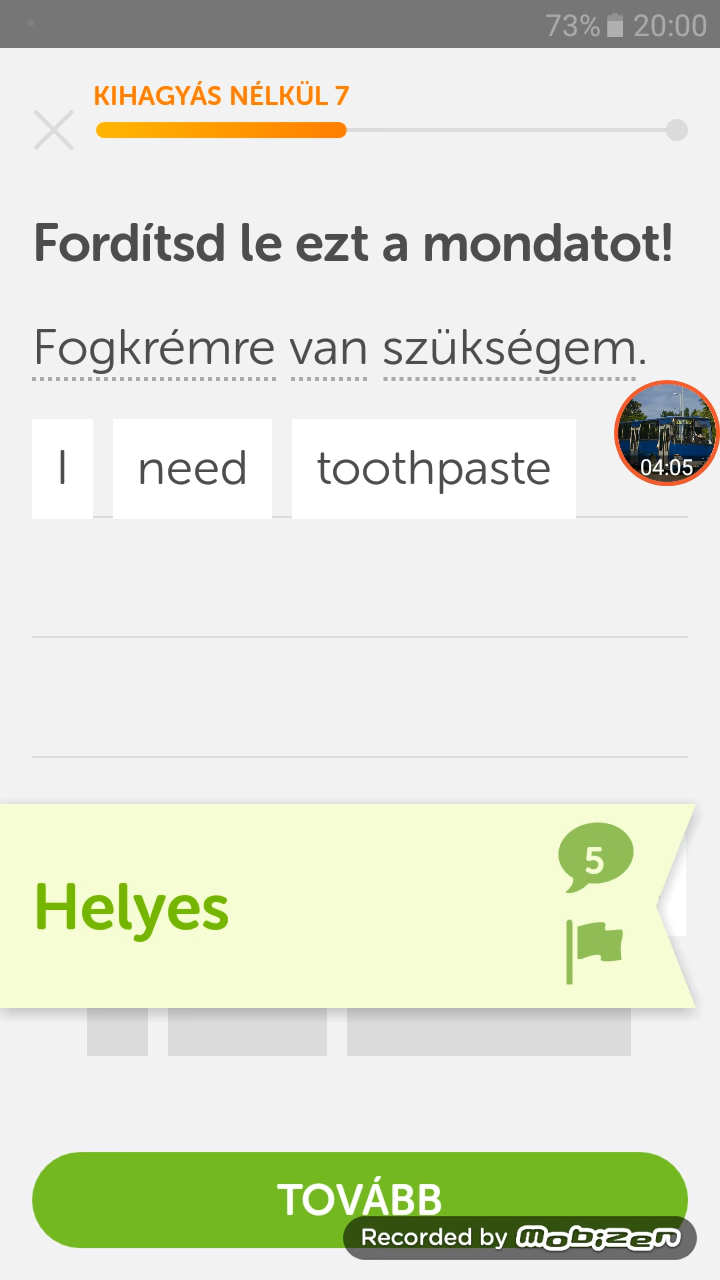 73% 20:00
KIHAGYÁS NÉLKÜL 7
Fordítsd le ezt a mondatot!
Fogkrémre van szükségem.
I need toothpaste
04:05
5
Helyes
TOVÁBB
Recorded by mobizen